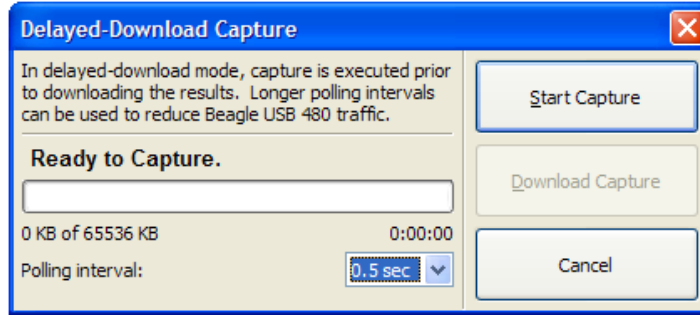 Delayed-Download Capture
In delayed-download mode, capture is executed prior
to downloading the results. Longer polling intervals
can be used to reduce Beagle USB 480 traffic.
Ready to Capture.
0 KB of 65536 KB 0:00:00
Polling interval: 0.5 sec
Start Capture
Download Capture
Cancel